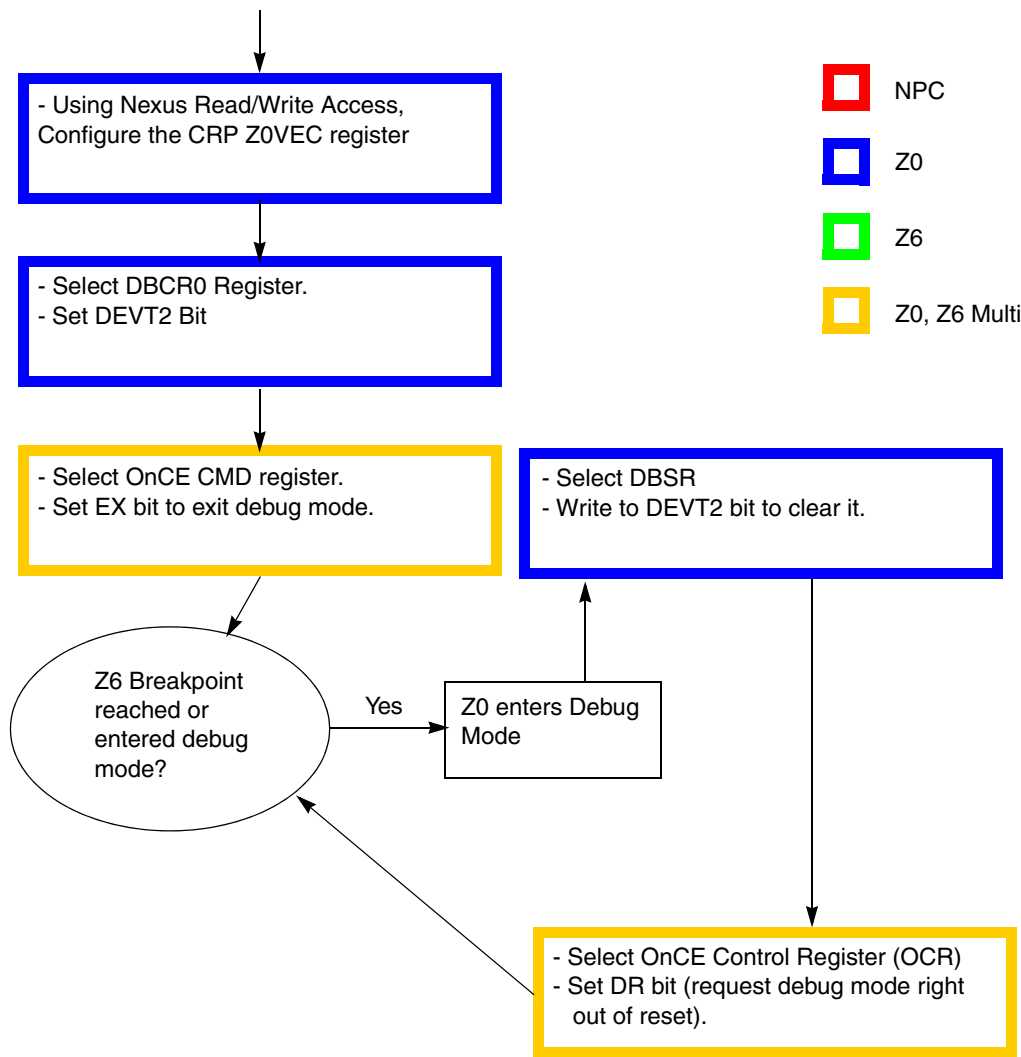 - Using Nexus Read/Write Access,
Configure the CRP Z0VEC register
NPC
Z0
Z6
Z0, Z6 Multi
- Select DBCR0 Register.
- Set DEVT2 Bit
- Select OnCE CMD register.
- Set EX bit to exit debug mode.
- Select DBSR
- Write to DEVT2 bit to clear it.
Z6 Breakpoint
reached or
entered debug
mode?
Yes
Z0 enters Debug
Mode
- Select OnCE Control Register (OCR)
- Set DR bit (request debug mode right
out of reset).